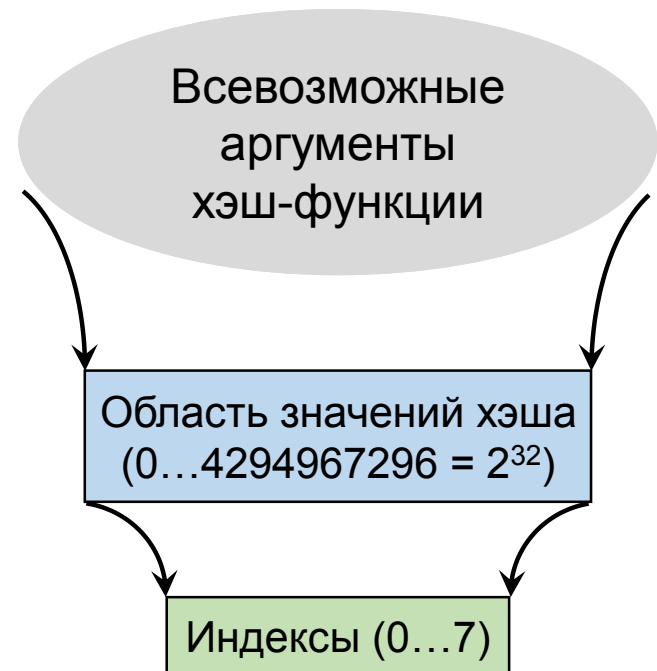 Всевозможные
аргументы
хэш-функции
Область значений хэша
(0…4294967296 = 2³²)
Индексы (0…7)